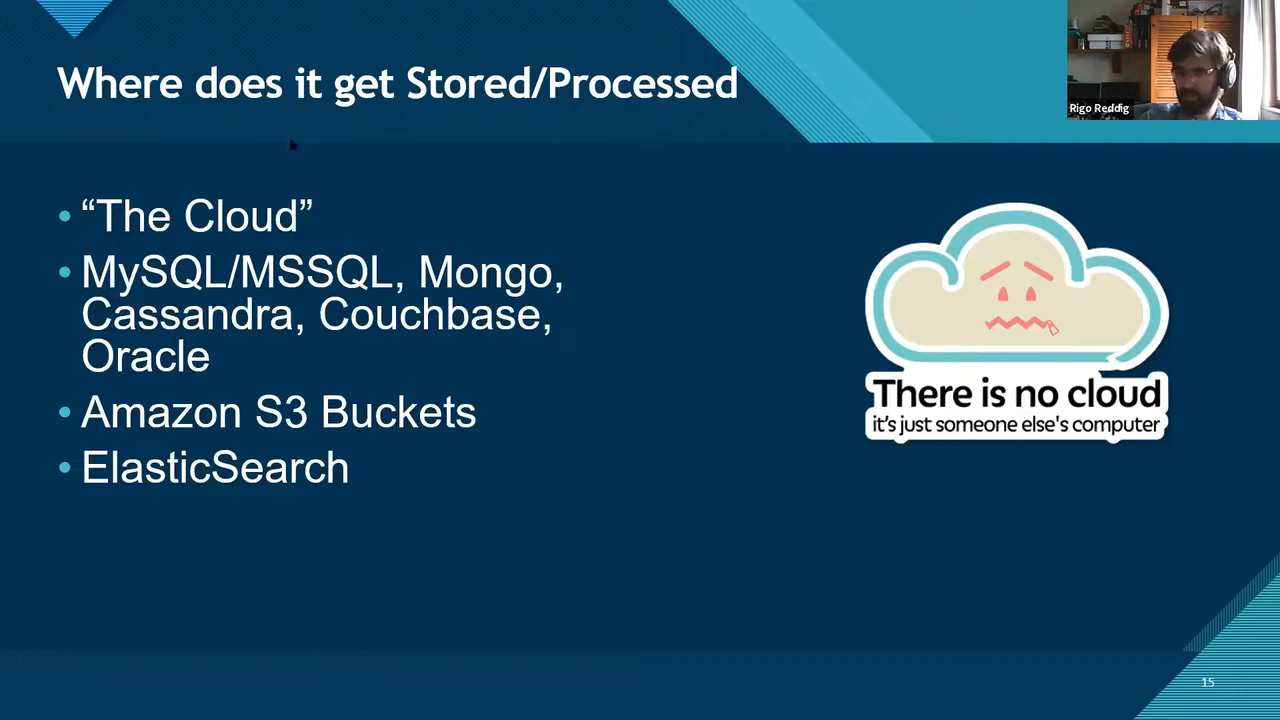 Where does it get Stored/Processed
Rigo Reddig
• “The Cloud”
• MySQL/MSSQL, Mongo,
Cassandra, Couchbase,
Oracle
• Amazon S3 Buckets
• ElasticSearch
There is no cloud
it's just someone else's computer
15